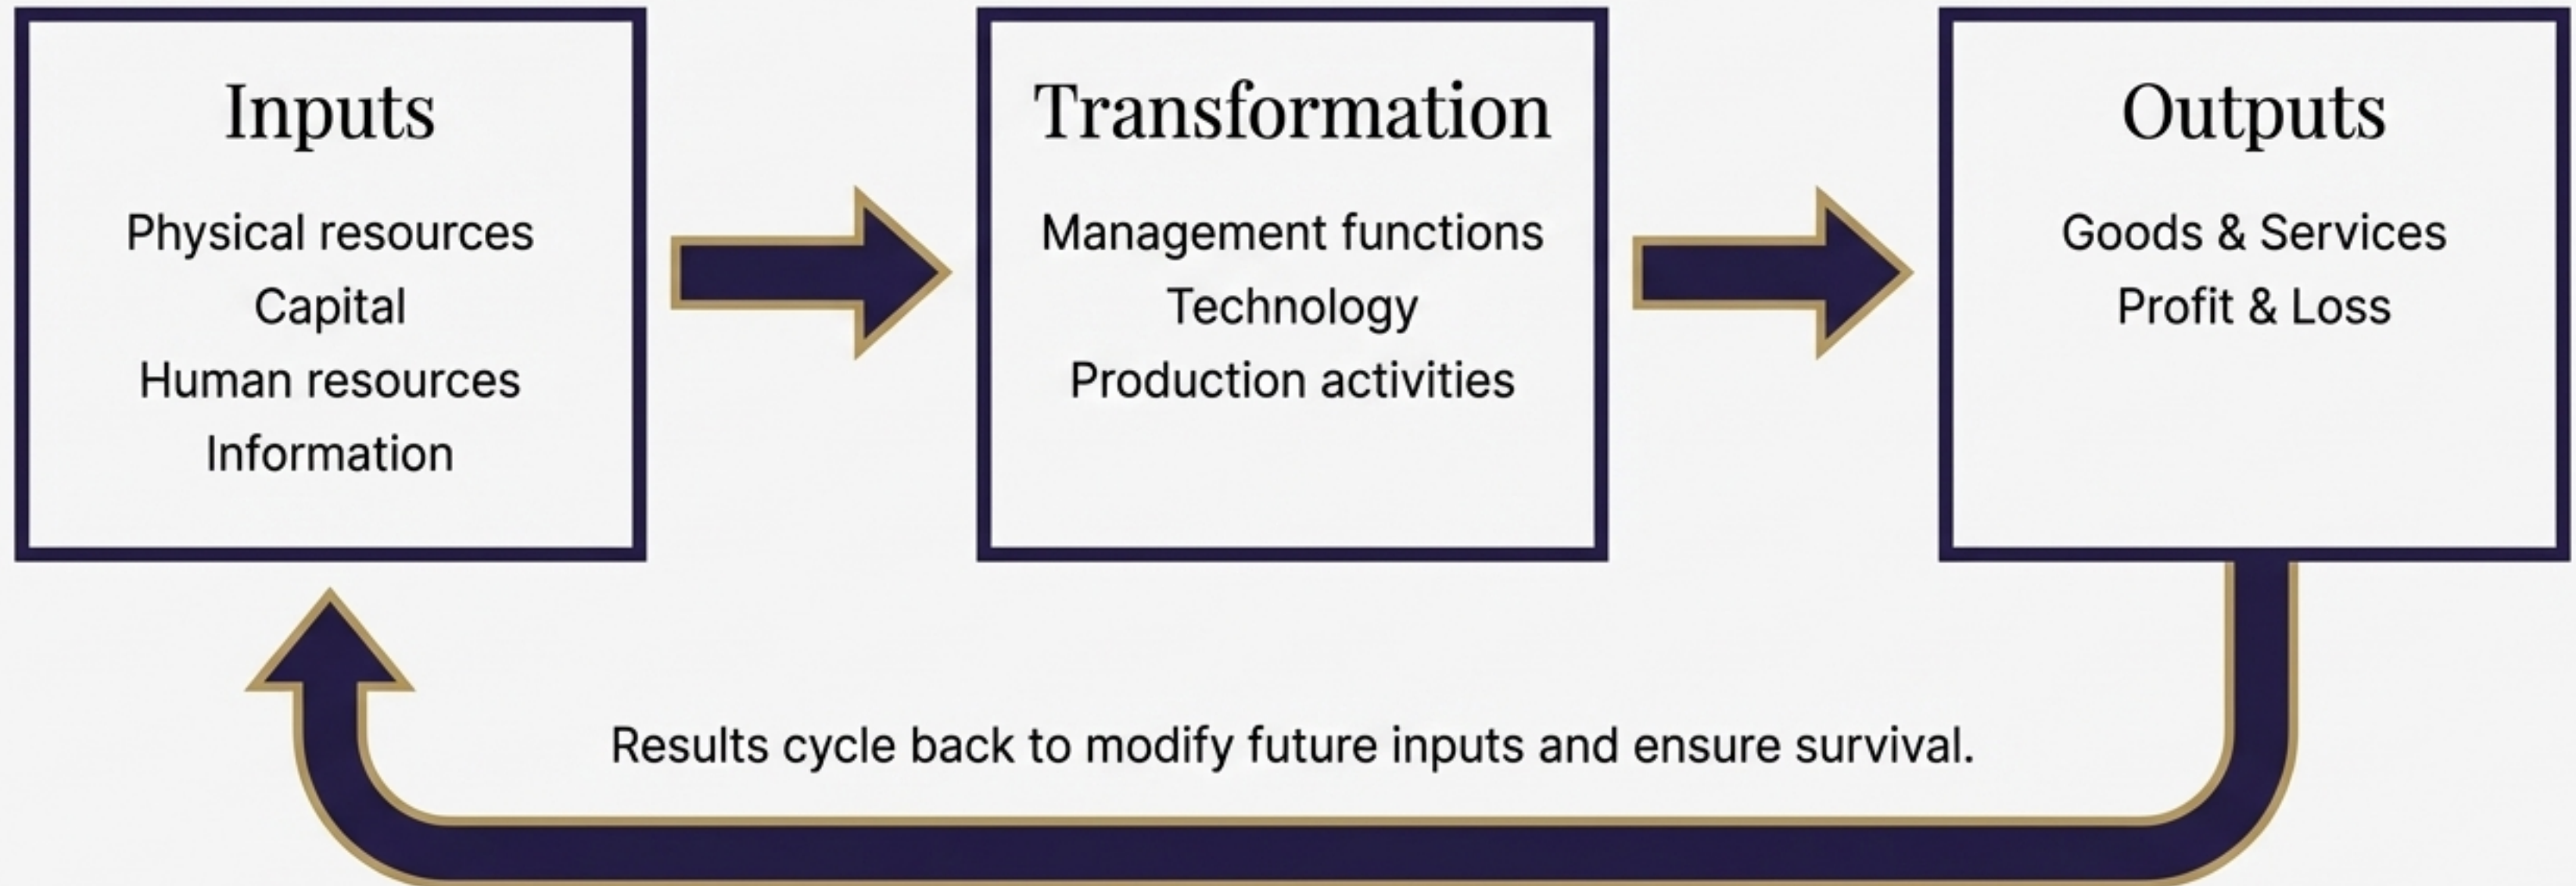 Inputs
Physical resources
Capital
Human resources
Information
Transformation
Management functions
Technology
Production activities
Outputs
Goods & Services
Profit & Loss
Results cycle back to modify future inputs and ensure survival.